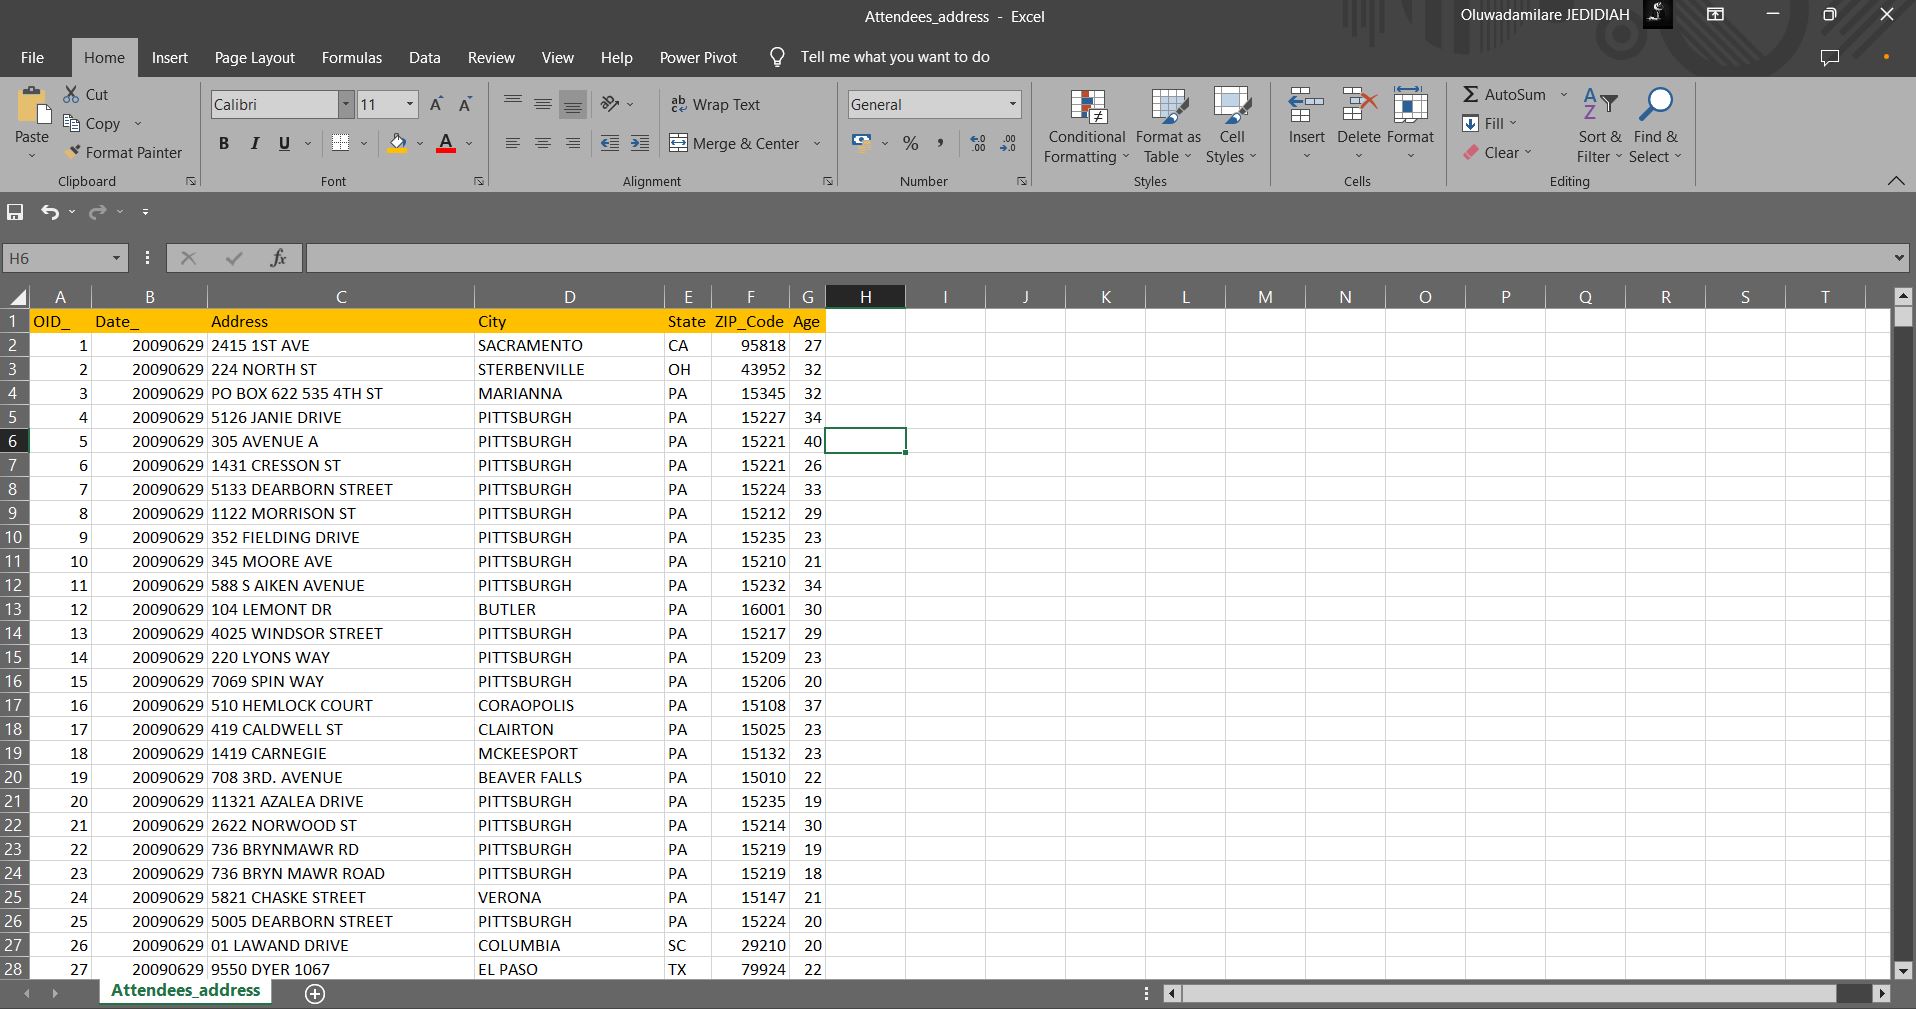 Attendees_address - Excel
Oluwadamilare JEDIDIAH
File Home Insert Page Layout Formulas Data Review View Help Power Pivot Tell me what you want to do
Paste
Cut
Copy
Format Painter
Clipboard
Calibri 11
B I U A
Font
ab Wrap Text
Merge & Center
Alignment
General
% ,
Number
Conditional Formatting
Format as Table
Cell Styles
Styles
Insert Delete Format
Cells
AutoSum
Fill
Clear
Sort & Filter
Find & Select
Editing
H6 fx
A B C D E F G H I J K L M N O P Q R S T
1 OID_ Date_ Address City State ZIP_Code Age
2 1 20090629 2415 1ST AVE SACRAMENTO CA 95818 27
3 2 20090629 224 NORTH ST STERBENVILLE OH 43952 32
4 3 20090629 PO BOX 622 535 4TH ST MARIANNA PA 15345 32
5 4 20090629 5126 JANIE DRIVE PITTSBURGH PA 15227 34
6 5 20090629 305 AVENUE A PITTSBURGH PA 15221 40
7 6 20090629 1431 CRESSON ST PITTSBURGH PA 15221 26
8 7 20090629 5133 DEARBORN STREET PITTSBURGH PA 15224 33
9 8 20090629 1122 MORRISON ST PITTSBURGH PA 15212 29
10 9 20090629 352 FIELDING DRIVE PITTSBURGH PA 15235 23
11 10 20090629 345 MOORE AVE PITTSBURGH PA 15210 21
12 11 20090629 588 S AIKEN AVENUE PITTSBURGH PA 15232 34
13 12 20090629 104 LEMONT DR BUTLER PA 16001 30
14 13 20090629 4025 WINDSOR STREET PITTSBURGH PA 15217 29
15 14 20090629 220 LYONS WAY PITTSBURGH PA 15209 23
16 15 20090629 7069 SPIN WAY PITTSBURGH PA 15206 20
17 16 20090629 510 HEMLOCK COURT CORAOPOLIS PA 15108 37
18 17 20090629 419 CALDWELL ST CLAIRTON PA 15025 23
19 18 20090629 1419 CARNEGIE MCKEESPORT PA 15132 23
20 19 20090629 708 3RD. AVENUE BEAVER FALLS PA 15010 22
21 20 20090629 11321 AZALEA DRIVE PITTSBURGH PA 15235 19
22 21 20090629 2622 NORWOOD ST PITTSBURGH PA 15214 30
23 22 20090629 736 BRYNMAWR RD PITTSBURGH PA 15219 19
24 23 20090629 736 BRYN MAWR ROAD PITTSBURGH PA 15219 18
25 24 20090629 5821 CHASKE STREET VERONA PA 15147 21
26 25 20090629 5005 DEARBORN STREET PITTSBURGH PA 15224 20
27 26 20090629 01 LAWAND DRIVE COLUMBIA SC 29210 20
28 27 20090629 9550 DYER 1067 EL PASO TX 79924 22
Attendees_address